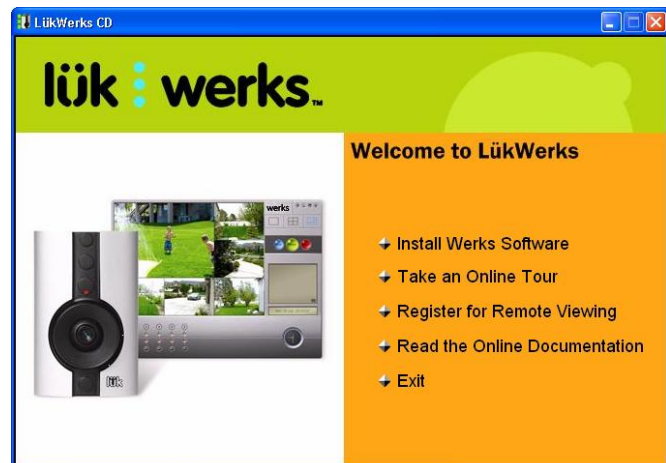 LükWerks CD
lük werks™
Welcome to LükWerks
werks
Install Werks Software
Take an Online Tour
Register for Remote Viewing
Read the Online Documentation
Exit
lük